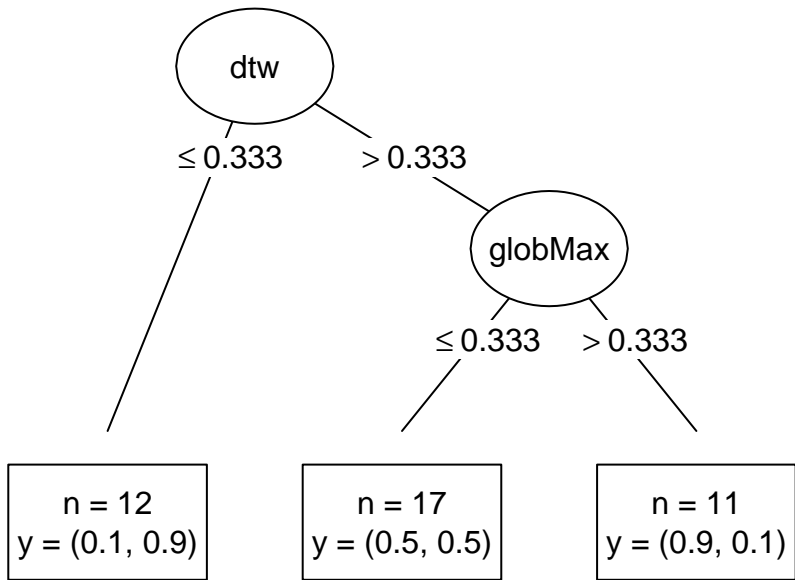 dtw
≤ 0.333
> 0.333
globMax
≤ 0.333
> 0.333
n = 12
y = (0.1, 0.9)
n = 17
y = (0.5, 0.5)
n = 11
y = (0.9, 0.1)